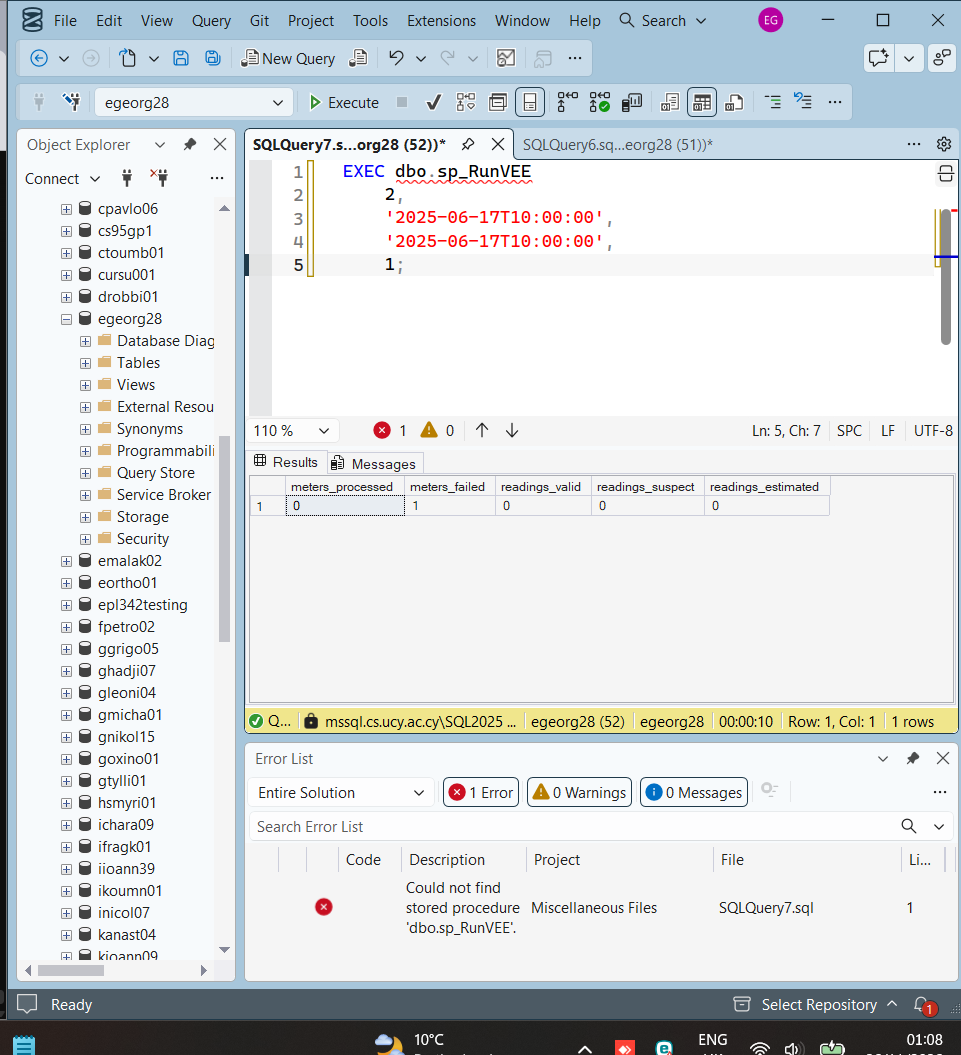 File Edit View Query Git Project Tools Extensions Window Help Search EG
New Query
egeorg28 Execute
Object Explorer
Connect
cpavlo06
cs95gp1
ctoumb01
cursu001
drobbi01
egeorg28
Database Diag
Tables
Views
External Resou
Synonyms
Programmabili
Query Store
Service Broker
Storage
Security
emalak02
eortho01
epl342testing
fpetro02
ggrigo05
ghadji07
gleoni04
gmicha01
gnikol15
goxino01
gtylli01
hsmyri01
ichara09
ifragk01
iioann39
ikoumn01
inicol07
kanast04
kioann09
SQLQuery7.s...org28 (52))* SQLQuery6.sq...eorg28 (51))*
1 EXEC dbo.sp_RunVEE
2 2,
3 '2025-06-17T10:00:00',
4 '2025-06-17T10:00:00',
5 1;
110 % 1 0 Ln: 5, Ch: 7 SPC LF UTF-8
Results Messages
meters_processed meters_failed readings_valid readings_suspect readings_estimated
1 0 1 0 0 0
Q... mssql.cs.ucy.ac.cy\SQL2025 ... egeorg28 (52) egeorg28 00:00:10 Row: 1, Col: 1 1 rows
Error List
Entire Solution 1 Error 0 Warnings 0 Messages
Search Error List
Code Description Project File Li...
Could not find
stored procedure
'dbo.sp_RunVEE'.
Miscellaneous Files SQLQuery7.sql 1
Ready Select Repository 1
10°C ENG 01:08